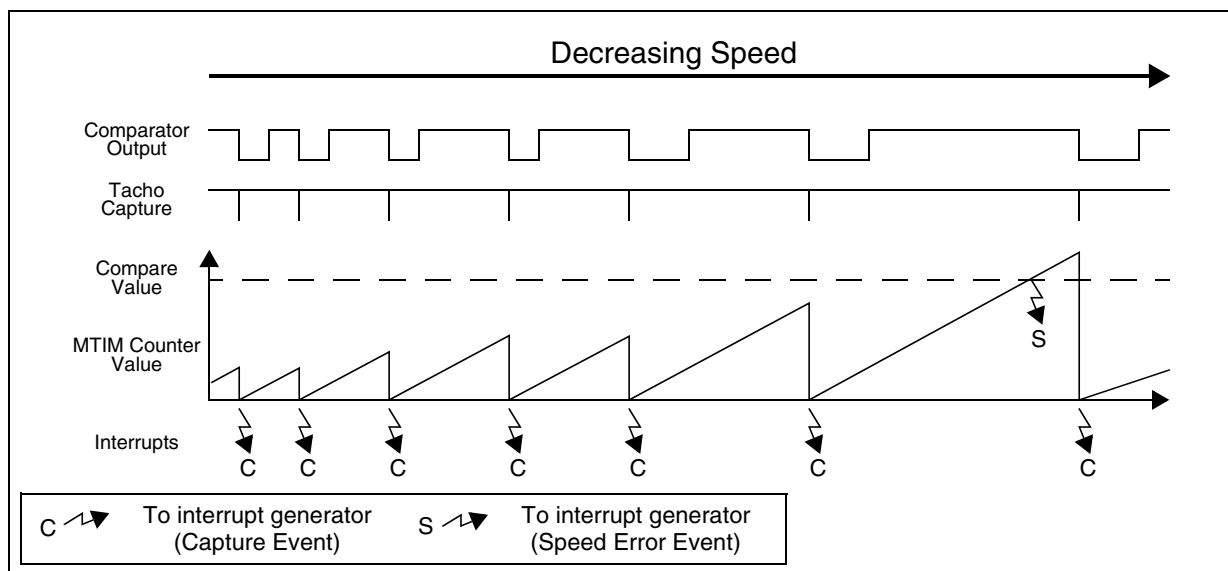 Decreasing Speed
Comparator
Output
Tacho
Capture
Compare
Value
MTIM Counter
Value
S
Interrupts
C C C C C C C
C To interrupt generator
(Capture Event)
S To interrupt generator
(Speed Error Event)